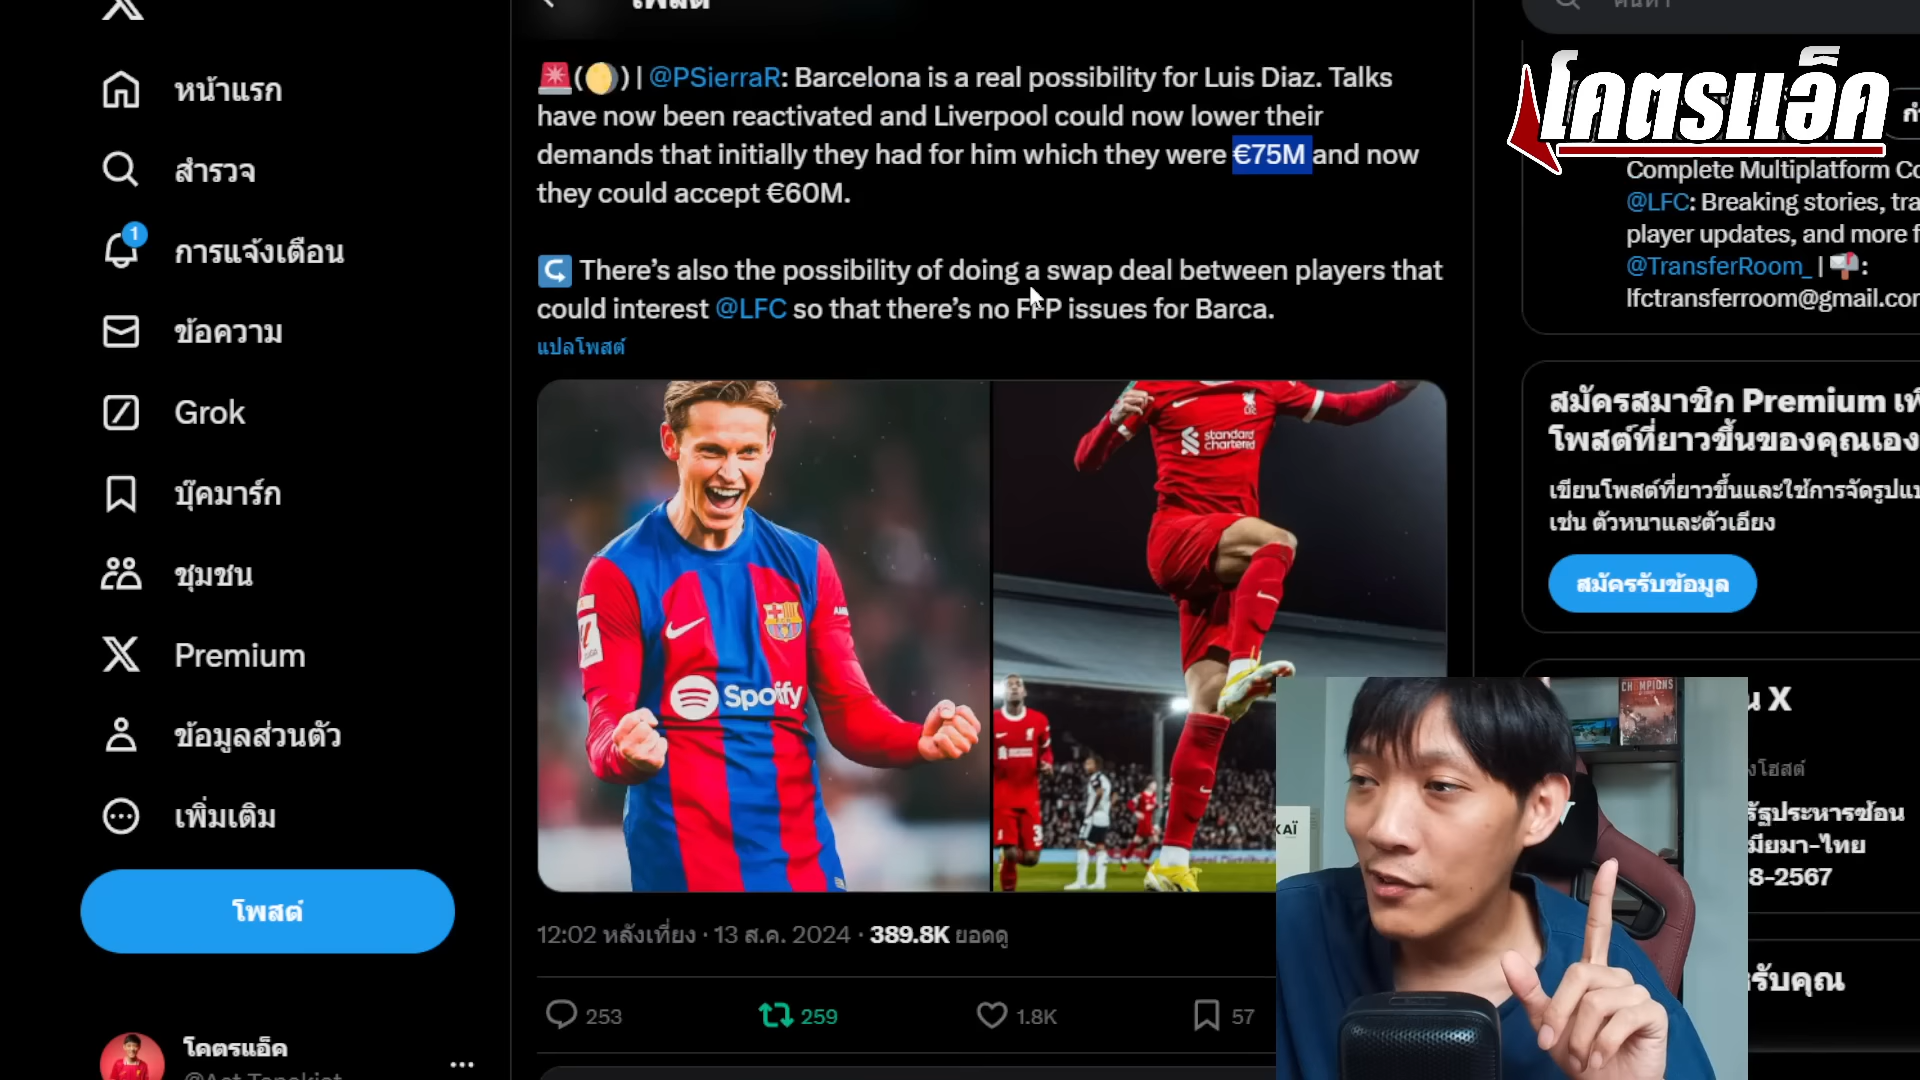 โพสต์
หน้าแรก
สำรวจ
1
การแจ้งเตือน
ข้อความ
Grok
บุ๊คมาร์ก
ชุมชน
Premium
ข้อมูลส่วนตัว
เพิ่มเติม
โพสต์
โคตรแอ็ค
@PSierraR: Barcelona is a real possibility for Luis Diaz. Talks
have now been reactivated and Liverpool could now lower their
demands that initially they had for him which they were €75M and now
they could accept €60M.
There's also the possibility of doing a swap deal between players that
could interest @LFC so that there's no FFP issues for Barca.
แปลโพสต์
Spotify
standard
chartered
12:02 หลังเที่ยง · 13 ส.ค. 2024 · 389.8K ยอดดู
253
259
1.8K
57
ค้นหา
โคตรแอ็ค
Complete Multiplatform
@LFC: Breaking stories,
player updates, and more
@TransferRoom_ |
lfctransferroom@gmail.com
สมัครสมาชิก Premium
โพสต์ที่ยาวขึ้นของคุณเอง
เขียนโพสต์ที่ยาวขึ้นและใช้การจัดรูปแบบ
เช่น ตัวหนาและตัวเอียง
สมัครรับข้อมูล
X
รัฐประหารซ้อน
เมียมา-ไทย
8-2567
รับคุณ
CHAMPIONS